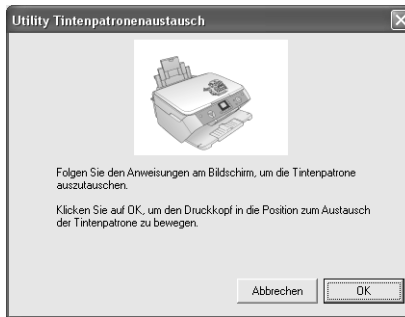 Utility Tintenpatronenaustausch
Folgen Sie den Anweisungen am Bildschirm, um die Tintenpatrone
auszutauschen.
Klicken Sie auf OK, um den Druckkopf in die Position zum Austausch
der Tintenpatrone zu bewegen.
Abbrechen
OK